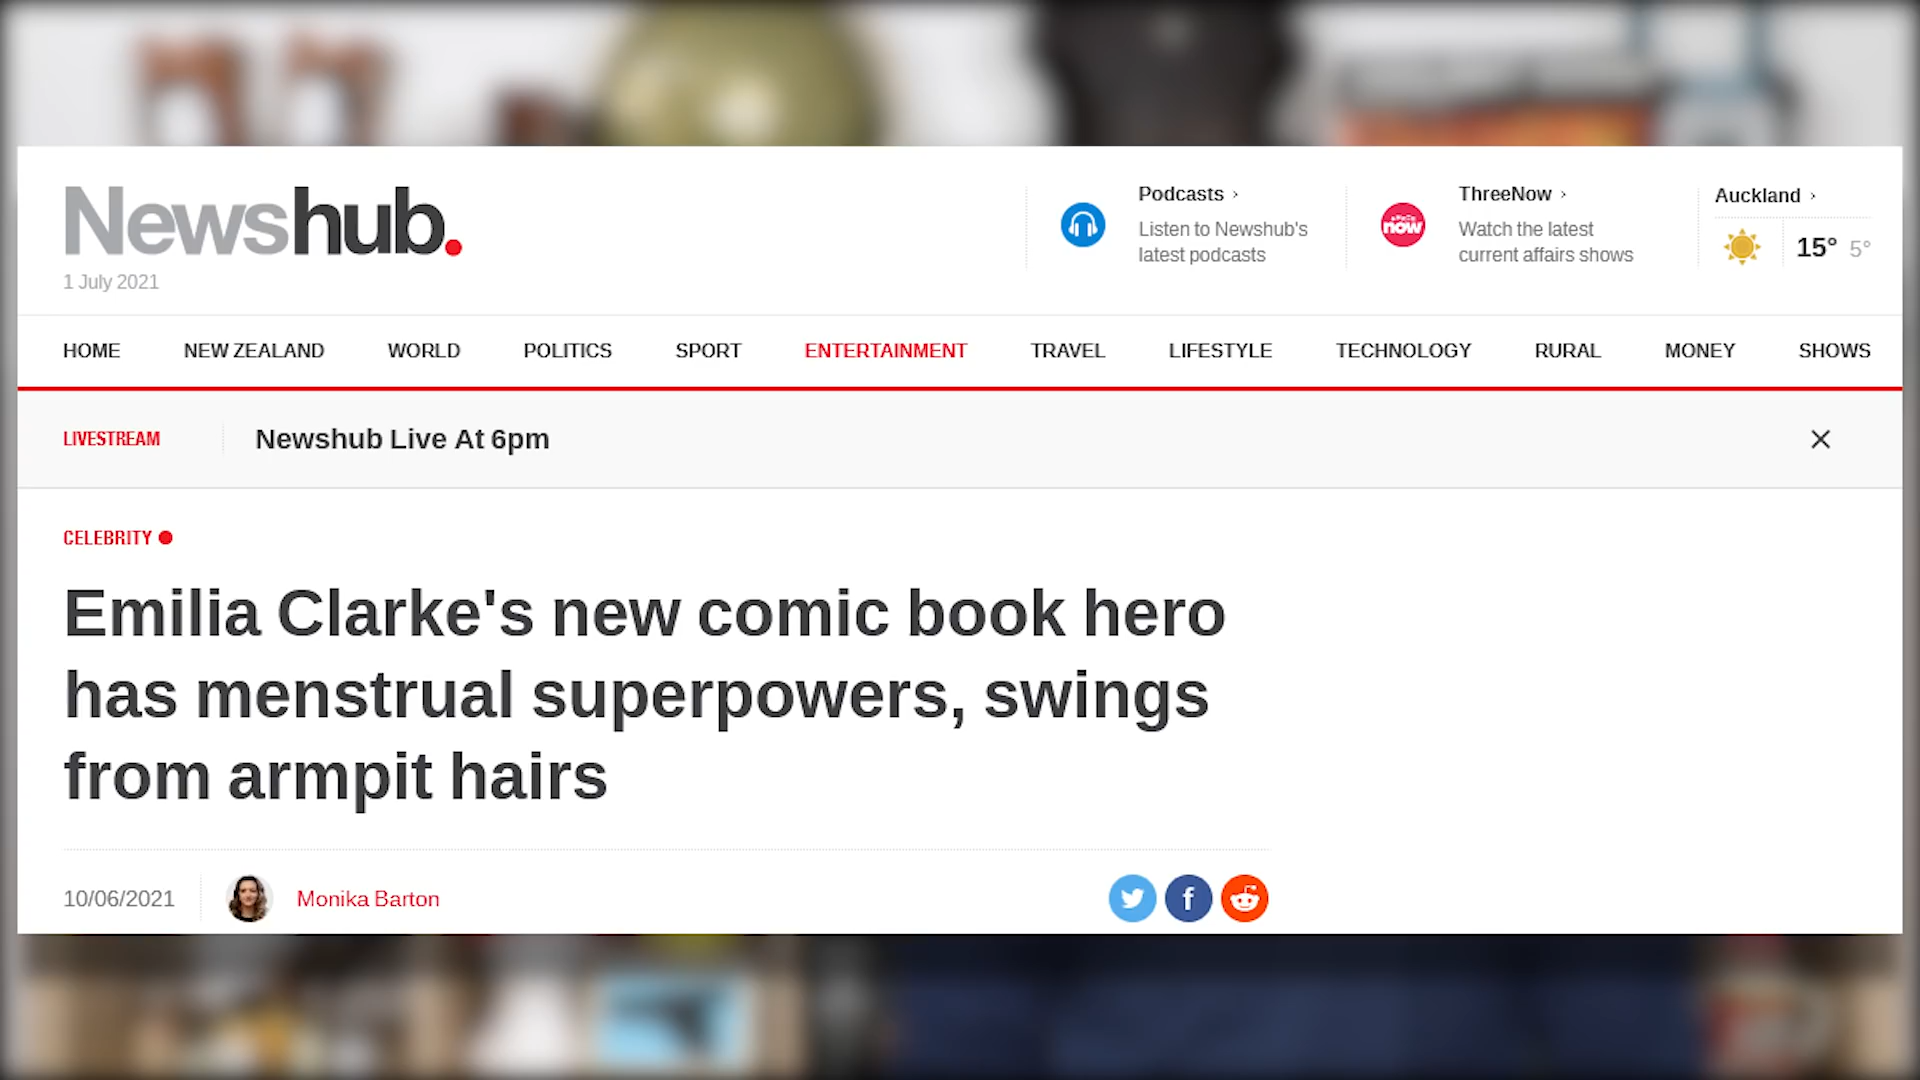 Newshub.
1 July 2021
Podcasts ›
Listen to Newshub's
latest podcasts
now
ThreeNow ›
Watch the latest
current affairs shows
Auckland ›
15° 5°
HOME NEW ZEALAND WORLD POLITICS SPORT ENTERTAINMENT TRAVEL LIFESTYLE TECHNOLOGY RURAL MONEY SHOWS
LIVESTREAM Newshub Live At 6pm
CELEBRITY
Emilia Clarke's new comic book hero
has menstrual superpowers, swings
from armpit hairs
10/06/2021 Monika Barton